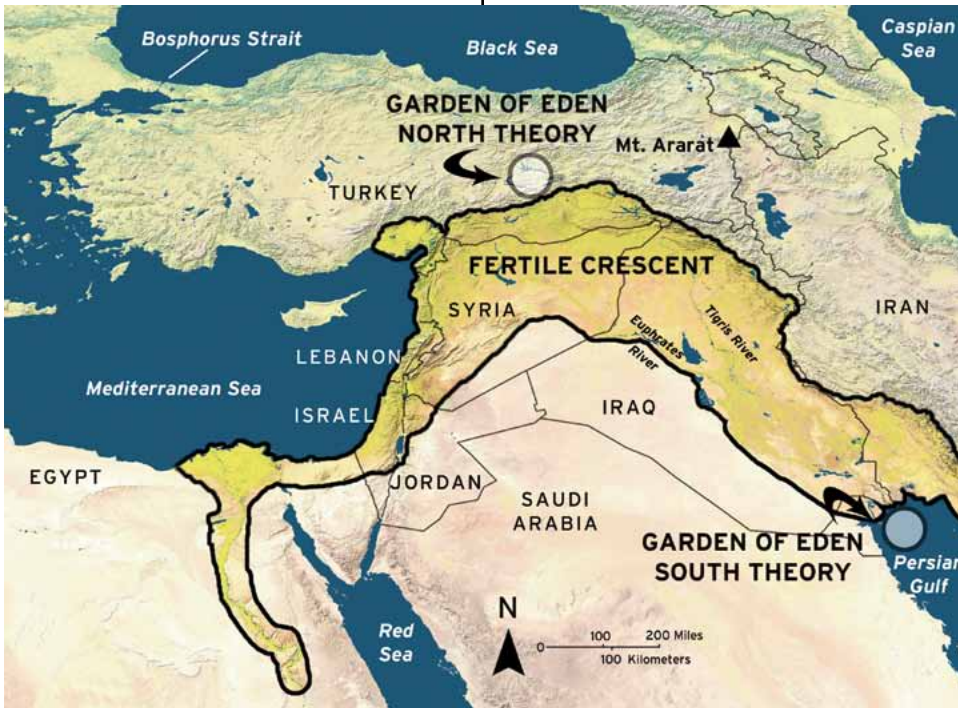 Bosphorus Strait
Black Sea
Caspian
Sea
GARDEN OF EDEN
NORTH THEORY
Mt. Ararat
TURKEY
FERTILE CRESCENT
SYRIA
IRAN
Euphrates
River
Tigris River
LEBANON
Mediterranean Sea
ISRAEL
IRAQ
EGYPT
JORDAN
SAUDI
ARABIA
GARDEN OF EDEN
SOUTH THEORY
Persian
Gulf
Red
Sea
N
0 100 200 Miles
100 Kilometers